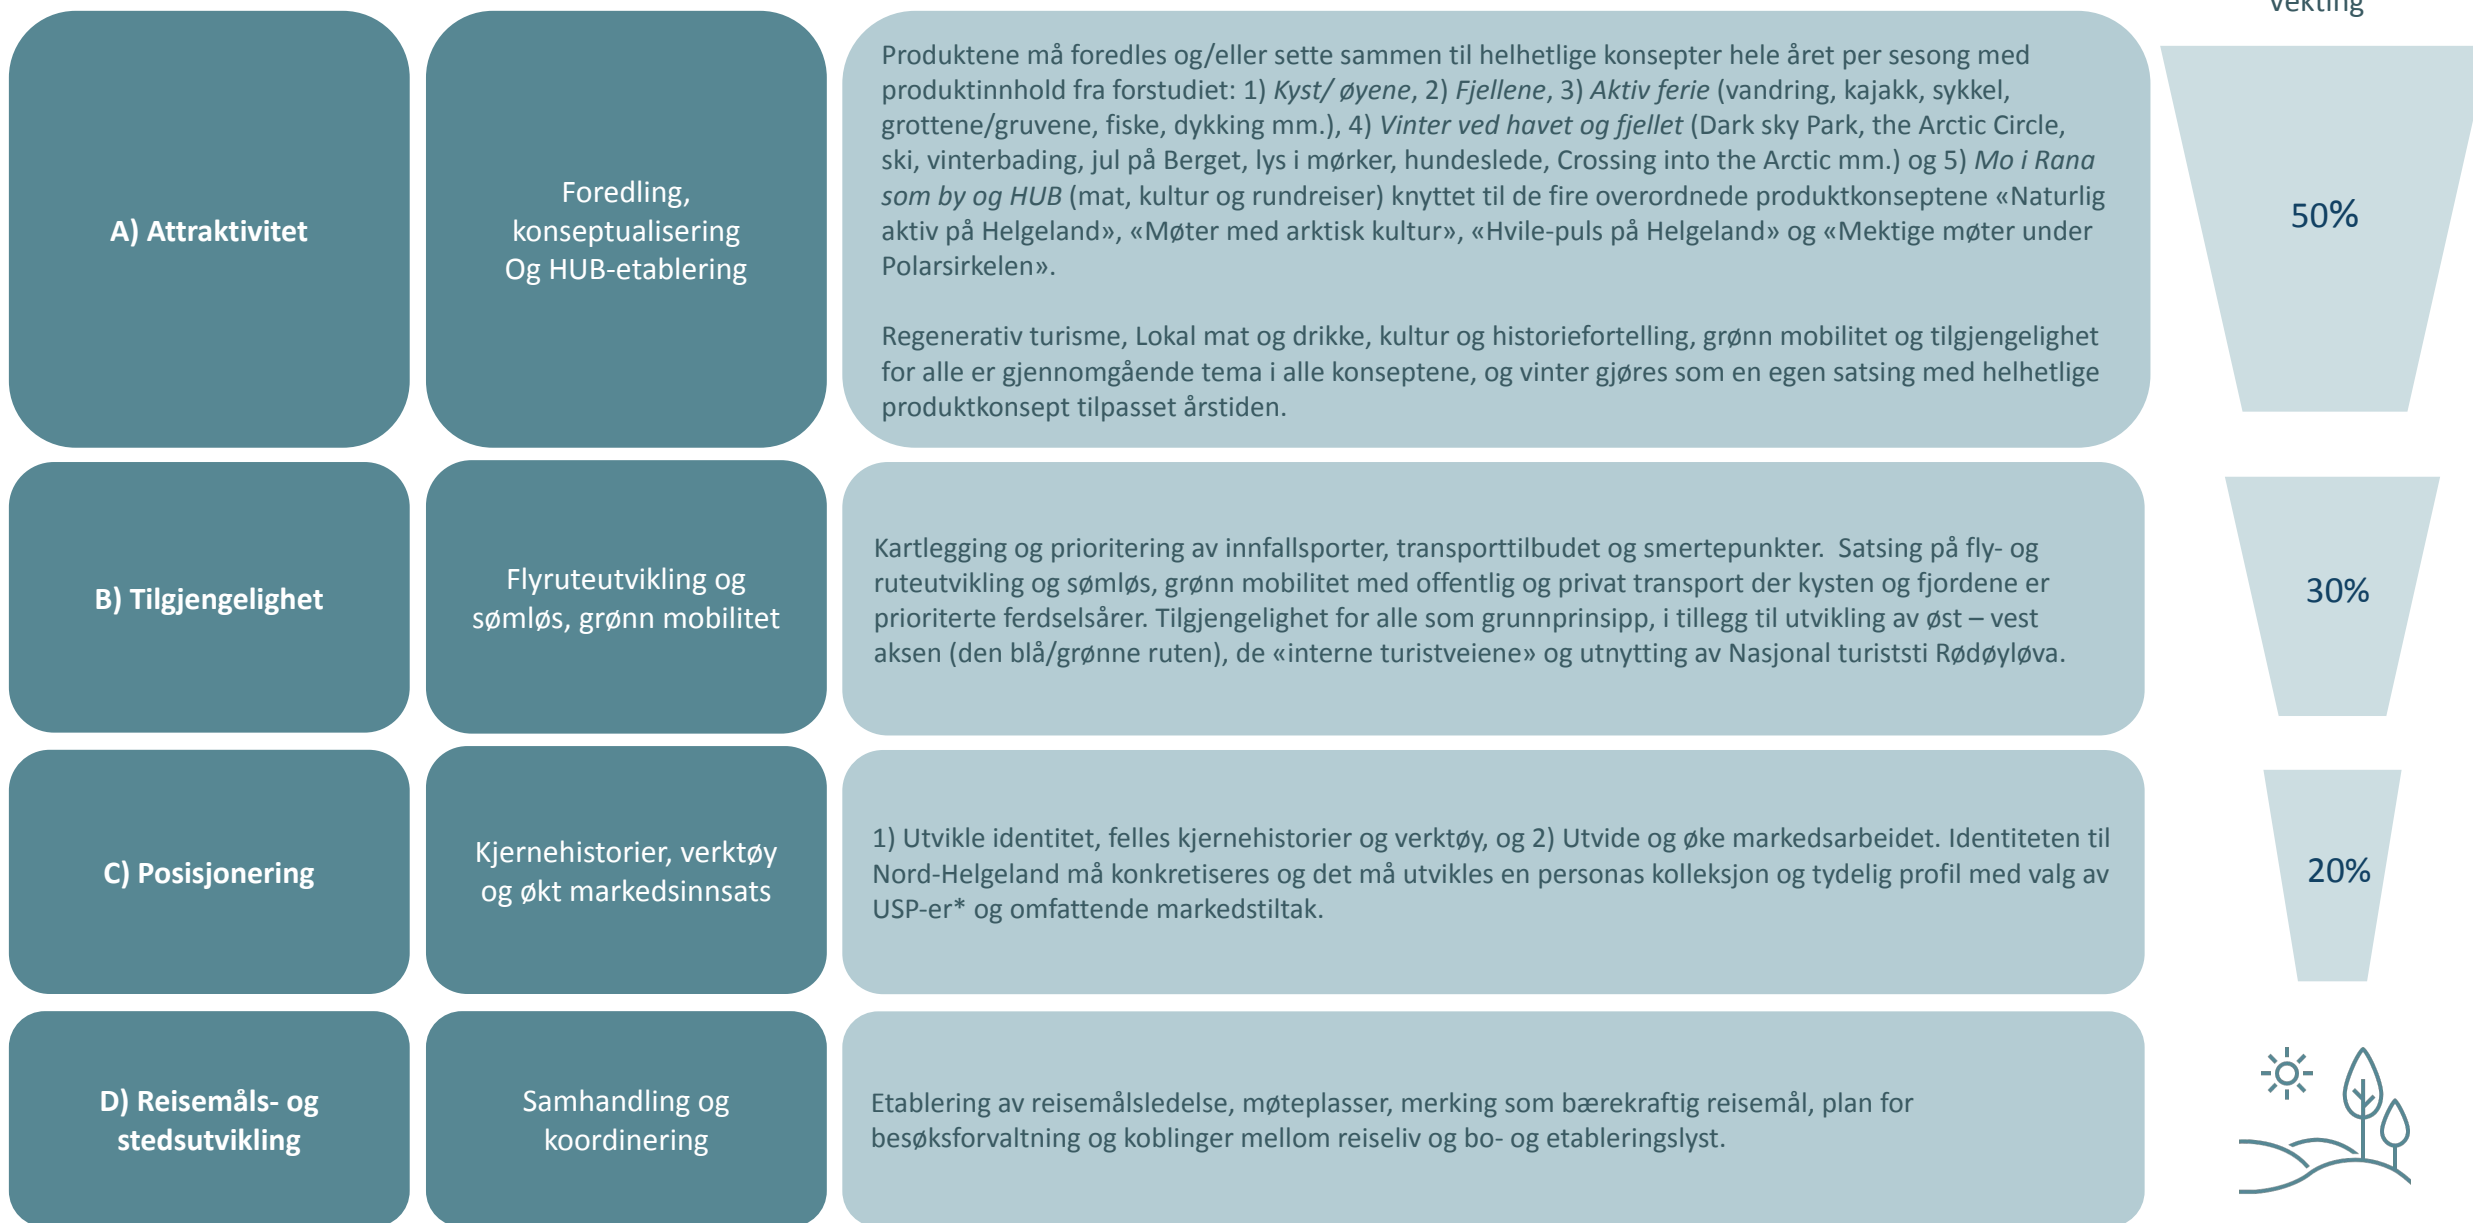 Vekting
A) Attraktivitet
Foredling,
konseptualisering
Og HUB-etablering
Produktene må foredles og/eller sette sammen til helhetlige konsepter hele året per sesong med
produktinnhold fra forstudiet: 1) Kyst/ øyene, 2) Fjellene, 3) Aktiv ferie (vandring, kajakk, sykkel,
grottene/gruvene, fiske, dykking mm.), 4) Vinter ved havet og fjellet (Dark sky Park, the Arctic Circle,
ski, vinterbading, jul på Berget, lys i mørker, hundeslede, Crossing into the Arctic mm.) og 5) Mo i Rana
som by og HUB (mat, kultur og rundreiser) knyttet til de fire overordnede produktkonseptene «Naturlig
aktiv på Helgeland», «Møter med arktisk kultur», «Hvile-puls på Helgeland» og «Mektige møter under
Polarsirkelen».
Regenerativ turisme, Lokal mat og drikke, kultur og historiefortelling, grønn mobilitet og tilgjengelighet
for alle er gjennomgående tema i alle konseptene, og vinter gjøres som en egen satsing med helhetlige
produktkonsept tilpasset årstiden.
50%
B) Tilgjengelighet
Flyruteutvikling og
sømløs, grønn mobilitet
Kartlegging og prioritering av innfallsporter, transporttilbudet og smertepunkter. Satsing på fly- og
ruteutvikling og sømløs, grønn mobilitet med offentlig og privat transport der kysten og fjordene er
prioriterte ferdselsårer. Tilgjengelighet for alle som grunnprinsipp, i tillegg til utvikling av øst – vest
aksen (den blå/grønne ruten), de «interne turistveiene» og utnytting av Nasjonal turiststi Rødøyløva.
30%
C) Posisjonering
Kjernehistorier, verktøy
og økt markedsinnsats
1) Utvikle identitet, felles kjernehistorier og verktøy, og 2) Utvide og øke markedsarbeidet. Identiteten til
Nord-Helgeland må konkretiseres og det må utvikles en personas kolleksjon og tydelig profil med valg av
USP-er* og omfattende markedstiltak.
20%
D) Reisemåls- og
stedsutvikling
Samhandling og
koordinering
Etablering av reisemålsledelse, møteplasser, merking som bærekraftig reisemål, plan for
besøksforvaltning og koblinger mellom reiseliv og bo- og etableringslyst.